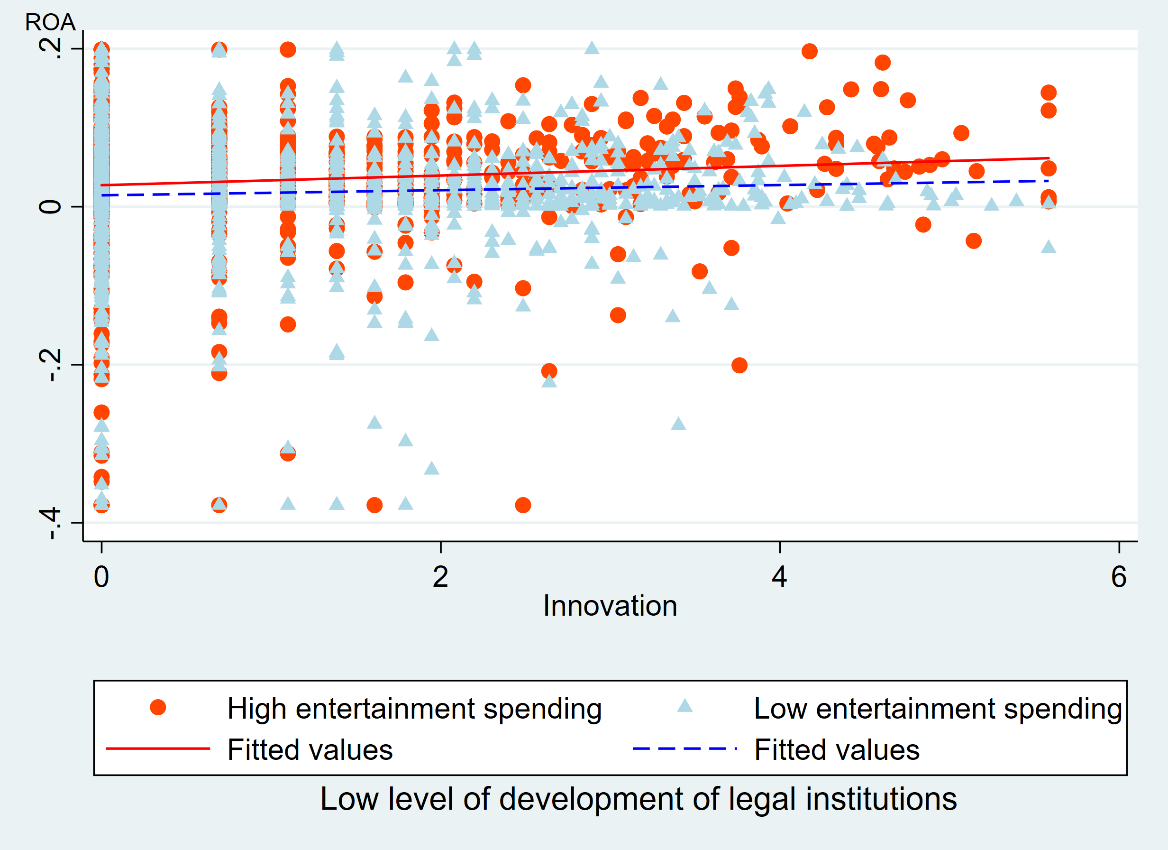 ROA
.2
0
-.2
-.4
0 2 4 6
Innovation
High entertainment spending Low entertainment spending
Fitted values Fitted values
Low level of development of legal institutions